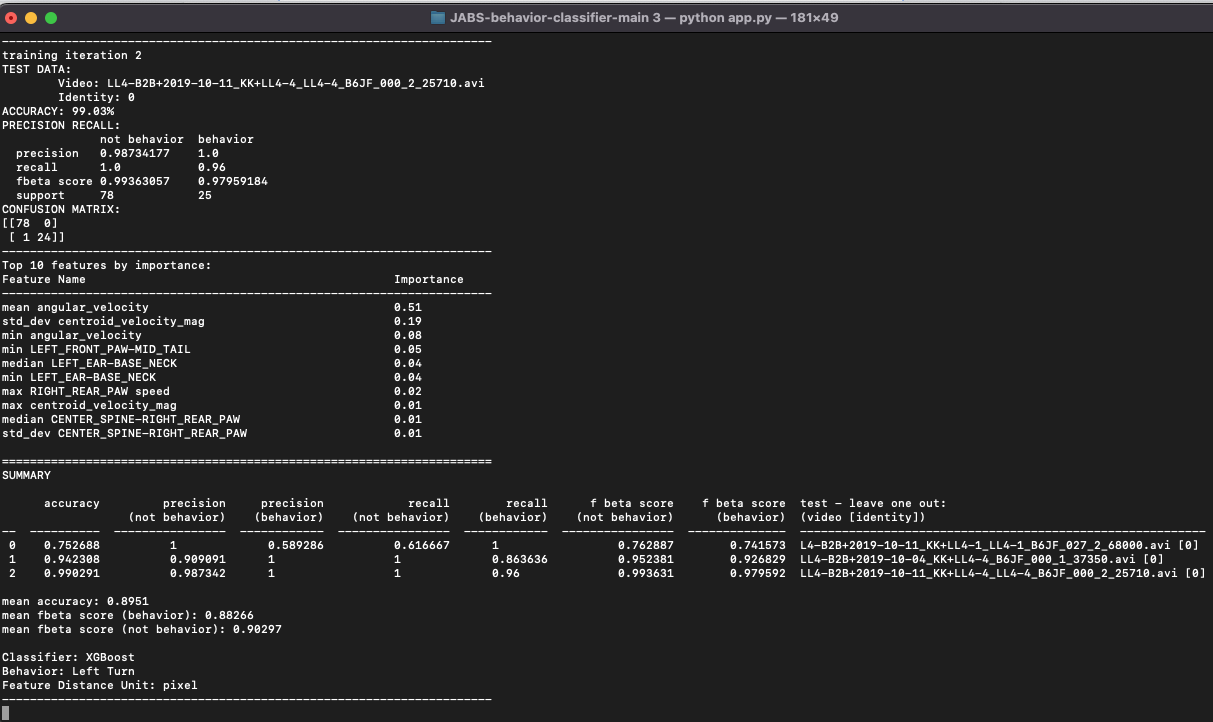 JABS-behavior-classifier-main 3 — python app.py — 181×49
training iteration 2
TEST DATA:
Video: LL4-B2B+2019-10-11_KK+LL4-4_LL4-4_B6JF_000_2_25710.avi
Identity: 0
ACCURACY: 99.03%
PRECISION RECALL:
not behavior behavior
precision 0.98734177 1.0
recall 1.0 0.96
fbeta score 0.99363057 0.97959184
support 78 25
CONFUSION MATRIX:
[[78 0]
[ 1 24]]
Top 10 features by importance:
Feature Name Importance
mean angular_velocity 0.51
std_dev centroid_velocity_mag 0.19
min angular_velocity 0.08
min LEFT_FRONT_PAW-MID_TAIL 0.05
median LEFT_EAR-BASE_NECK 0.04
min LEFT_EAR-BASE_NECK 0.04
max RIGHT_REAR_PAW speed 0.02
max centroid_velocity_mag 0.01
median CENTER_SPINE-RIGHT_REAR_PAW 0.01
std_dev CENTER_SPINE-RIGHT_REAR_PAW 0.01
SUMMARY
accuracy precision precision recall recall f beta score f beta score test - leave one out:
(not behavior) (behavior) (not behavior) (behavior) (not behavior) (behavior) (video [identity])
0 0.752688 1 0.589286 0.616667 1 0.762887 0.741573 L4-B2B+2019-10-11_KK+LL4-1_LL4-1_B6JF_027_2_68000.avi [0]
1 0.942308 0.909091 1 1 0.863636 0.952381 0.926829 LL4-B2B+2019-10-04_KK+LL4-4_B6JF_000_1_37350.avi [0]
2 0.990291 0.987342 1 1 0.96 0.993631 0.979592 LL4-B2B+2019-10-11_KK+LL4-4_LL4-4_B6JF_000_2_25710.avi [0]
mean accuracy: 0.8951
mean fbeta score (behavior): 0.88266
mean fbeta score (not behavior): 0.90297
Classifier: XGBoost
Behavior: Left Turn
Feature Distance Unit: pixel